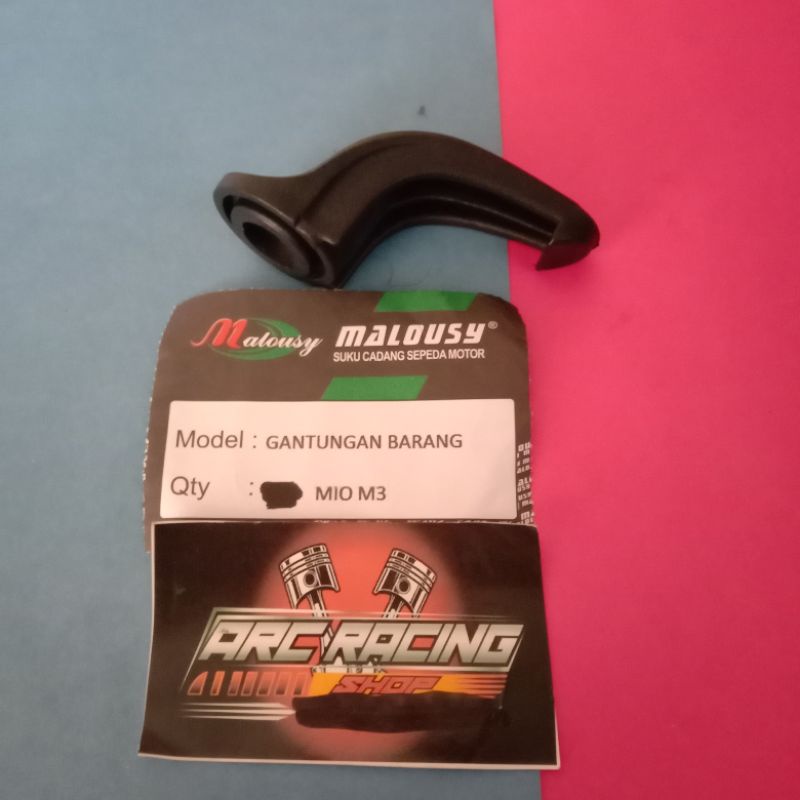 Malousy MALOUSY®
SUKU CADANG SEPEDA MOTOR
Model : GANTUNGAN BARANG
Qty : MIO M3
ARC RACING
SHOP